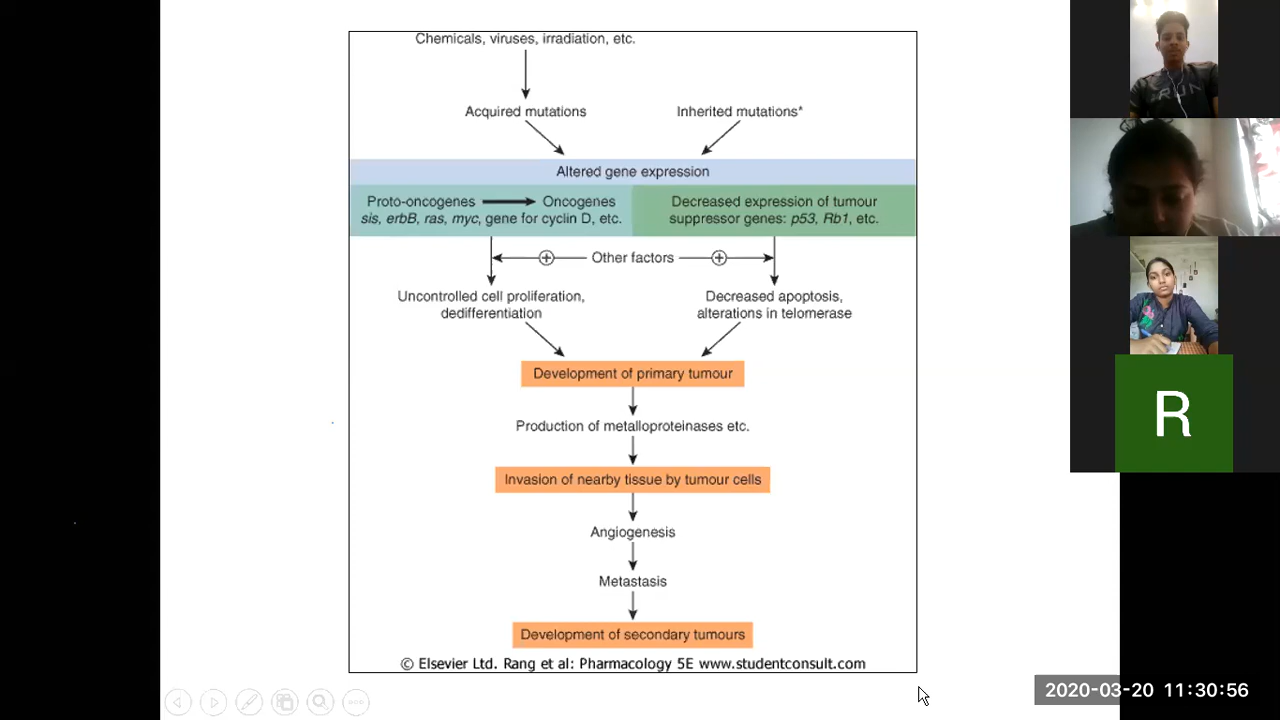 Chemicals, viruses, irradiation, etc.
Acquired mutations
Inherited mutations*
Altered gene expression
Proto-oncogenes Oncogenes
sis, erbB, ras, myc, gene for cyclin D, etc.
Decreased expression of tumour
suppressor genes: p53, Rb1, etc.
+ Other factors +
Uncontrolled cell proliferation,
dedifferentiation
Decreased apoptosis,
alterations in telomerase
Development of primary tumour
Production of metalloproteinases etc.
Invasion of nearby tissue by tumour cells
Angiogenesis
Metastasis
Development of secondary tumours
© Elsevier Ltd. Rang et al: Pharmacology 5E www.studentconsult.com
R
2020-03-20 11:30:56